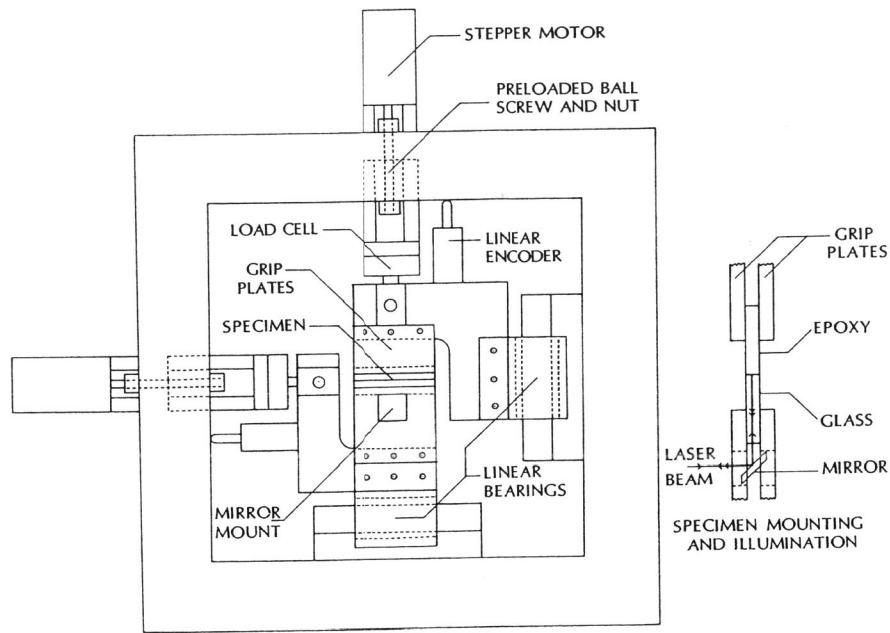 STEPPER MOTOR
PRELOADED BALL
SCREW AND NUT
LOAD CELL
LINEAR
ENCODER
GRIP
PLATES
SPECIMEN
MIRROR
MOUNT
LINEAR
BEARINGS
GRIP
PLATES
EPOXY
GLASS
LASER
BEAM
MIRROR
SPECIMEN MOUNTING
AND ILLUMINATION